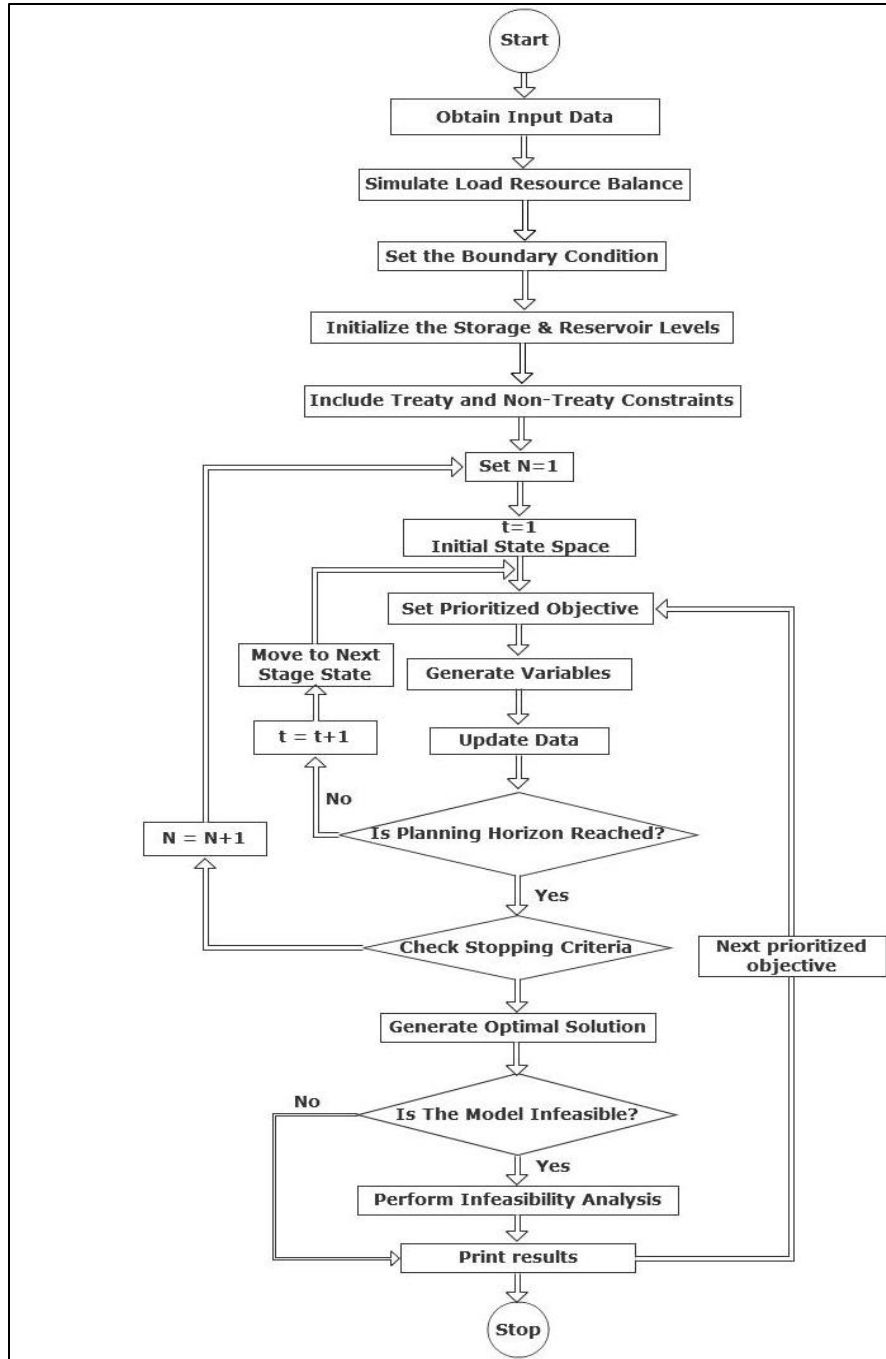 Start
Obtain Input Data
Simulate Load Resource Balance
Set the Boundary Condition
Initialize the Storage & Reservoir Levels
Include Treaty and Non-Treaty Constraints
Set N=1
t=1
Initial State Space
Set Prioritized Objective
Move to Next
Stage State
Generate Variables
t = t+1
Update Data
No
N = N+1
Is Planning Horizon Reached?
Yes
Check Stopping Criteria
Next prioritized
objective
Generate Optimal Solution
No
Is The Model Infeasible?
Yes
Perform Infeasibility Analysis
Print results
Stop